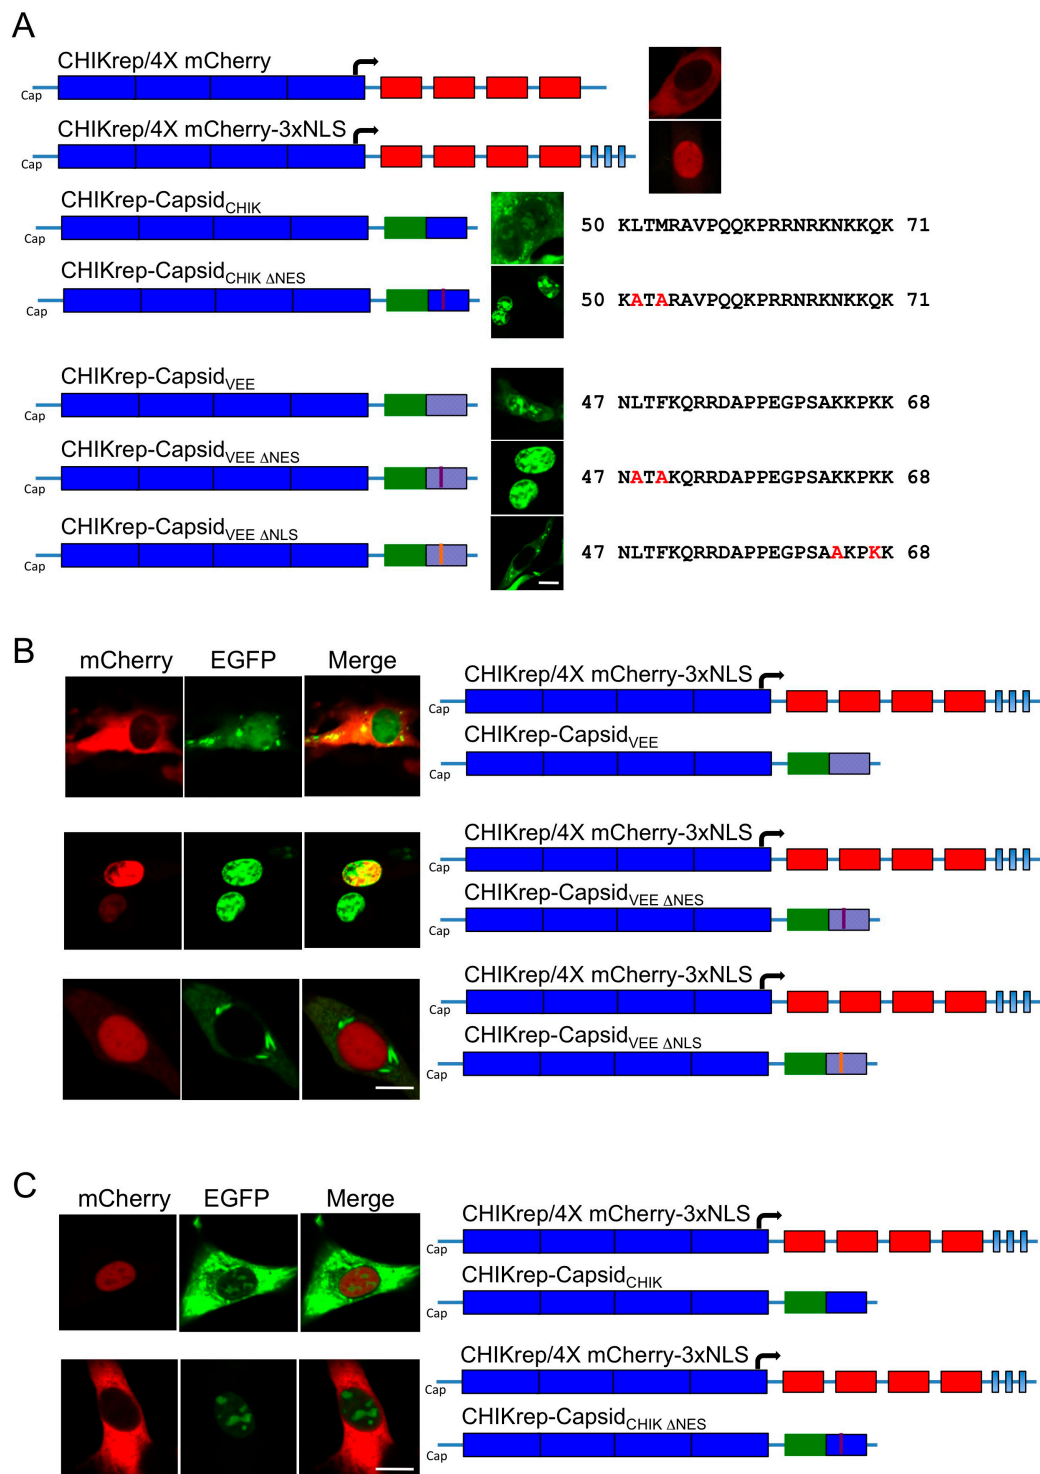 A
CHIKrep/4X mCherry
Cap
CHIKrep/4X mCherry-3xNLS
Cap
CHIKrep-CapsidCHIK
Cap
50 KLTMRAVPQQKPRRNRKNKKQK 71
CHIKrep-CapsidCHIK ΔNES
Cap
50 KATARAVPQQKPRRNRKNKKQK 71
CHIKrep-CapsidVEE
Cap
47 NLTFKQRRDAPPEGPSAKKPKK 68
CHIKrep-CapsidVEE ΔNES
Cap
47 NATAKQRRDAPPEGPSAKKPKK 68
CHIKrep-CapsidVEE ΔNLS
Cap
47 NLTFKQRRDAPPEGPSAAKPKK 68
B
mCherry EGFP Merge
CHIKrep/4X mCherry-3xNLS
Cap
CHIKrep-CapsidVEE
Cap
CHIKrep/4X mCherry-3xNLS
Cap
CHIKrep-CapsidVEE ΔNES
Cap
CHIKrep/4X mCherry-3xNLS
Cap
CHIKrep-CapsidVEE ΔNLS
Cap
C
mCherry EGFP Merge
CHIKrep/4X mCherry-3xNLS
Cap
CHIKrep-CapsidCHIK
Cap
CHIKrep/4X mCherry-3xNLS
Cap
CHIKrep-CapsidCHIK ΔNES
Cap